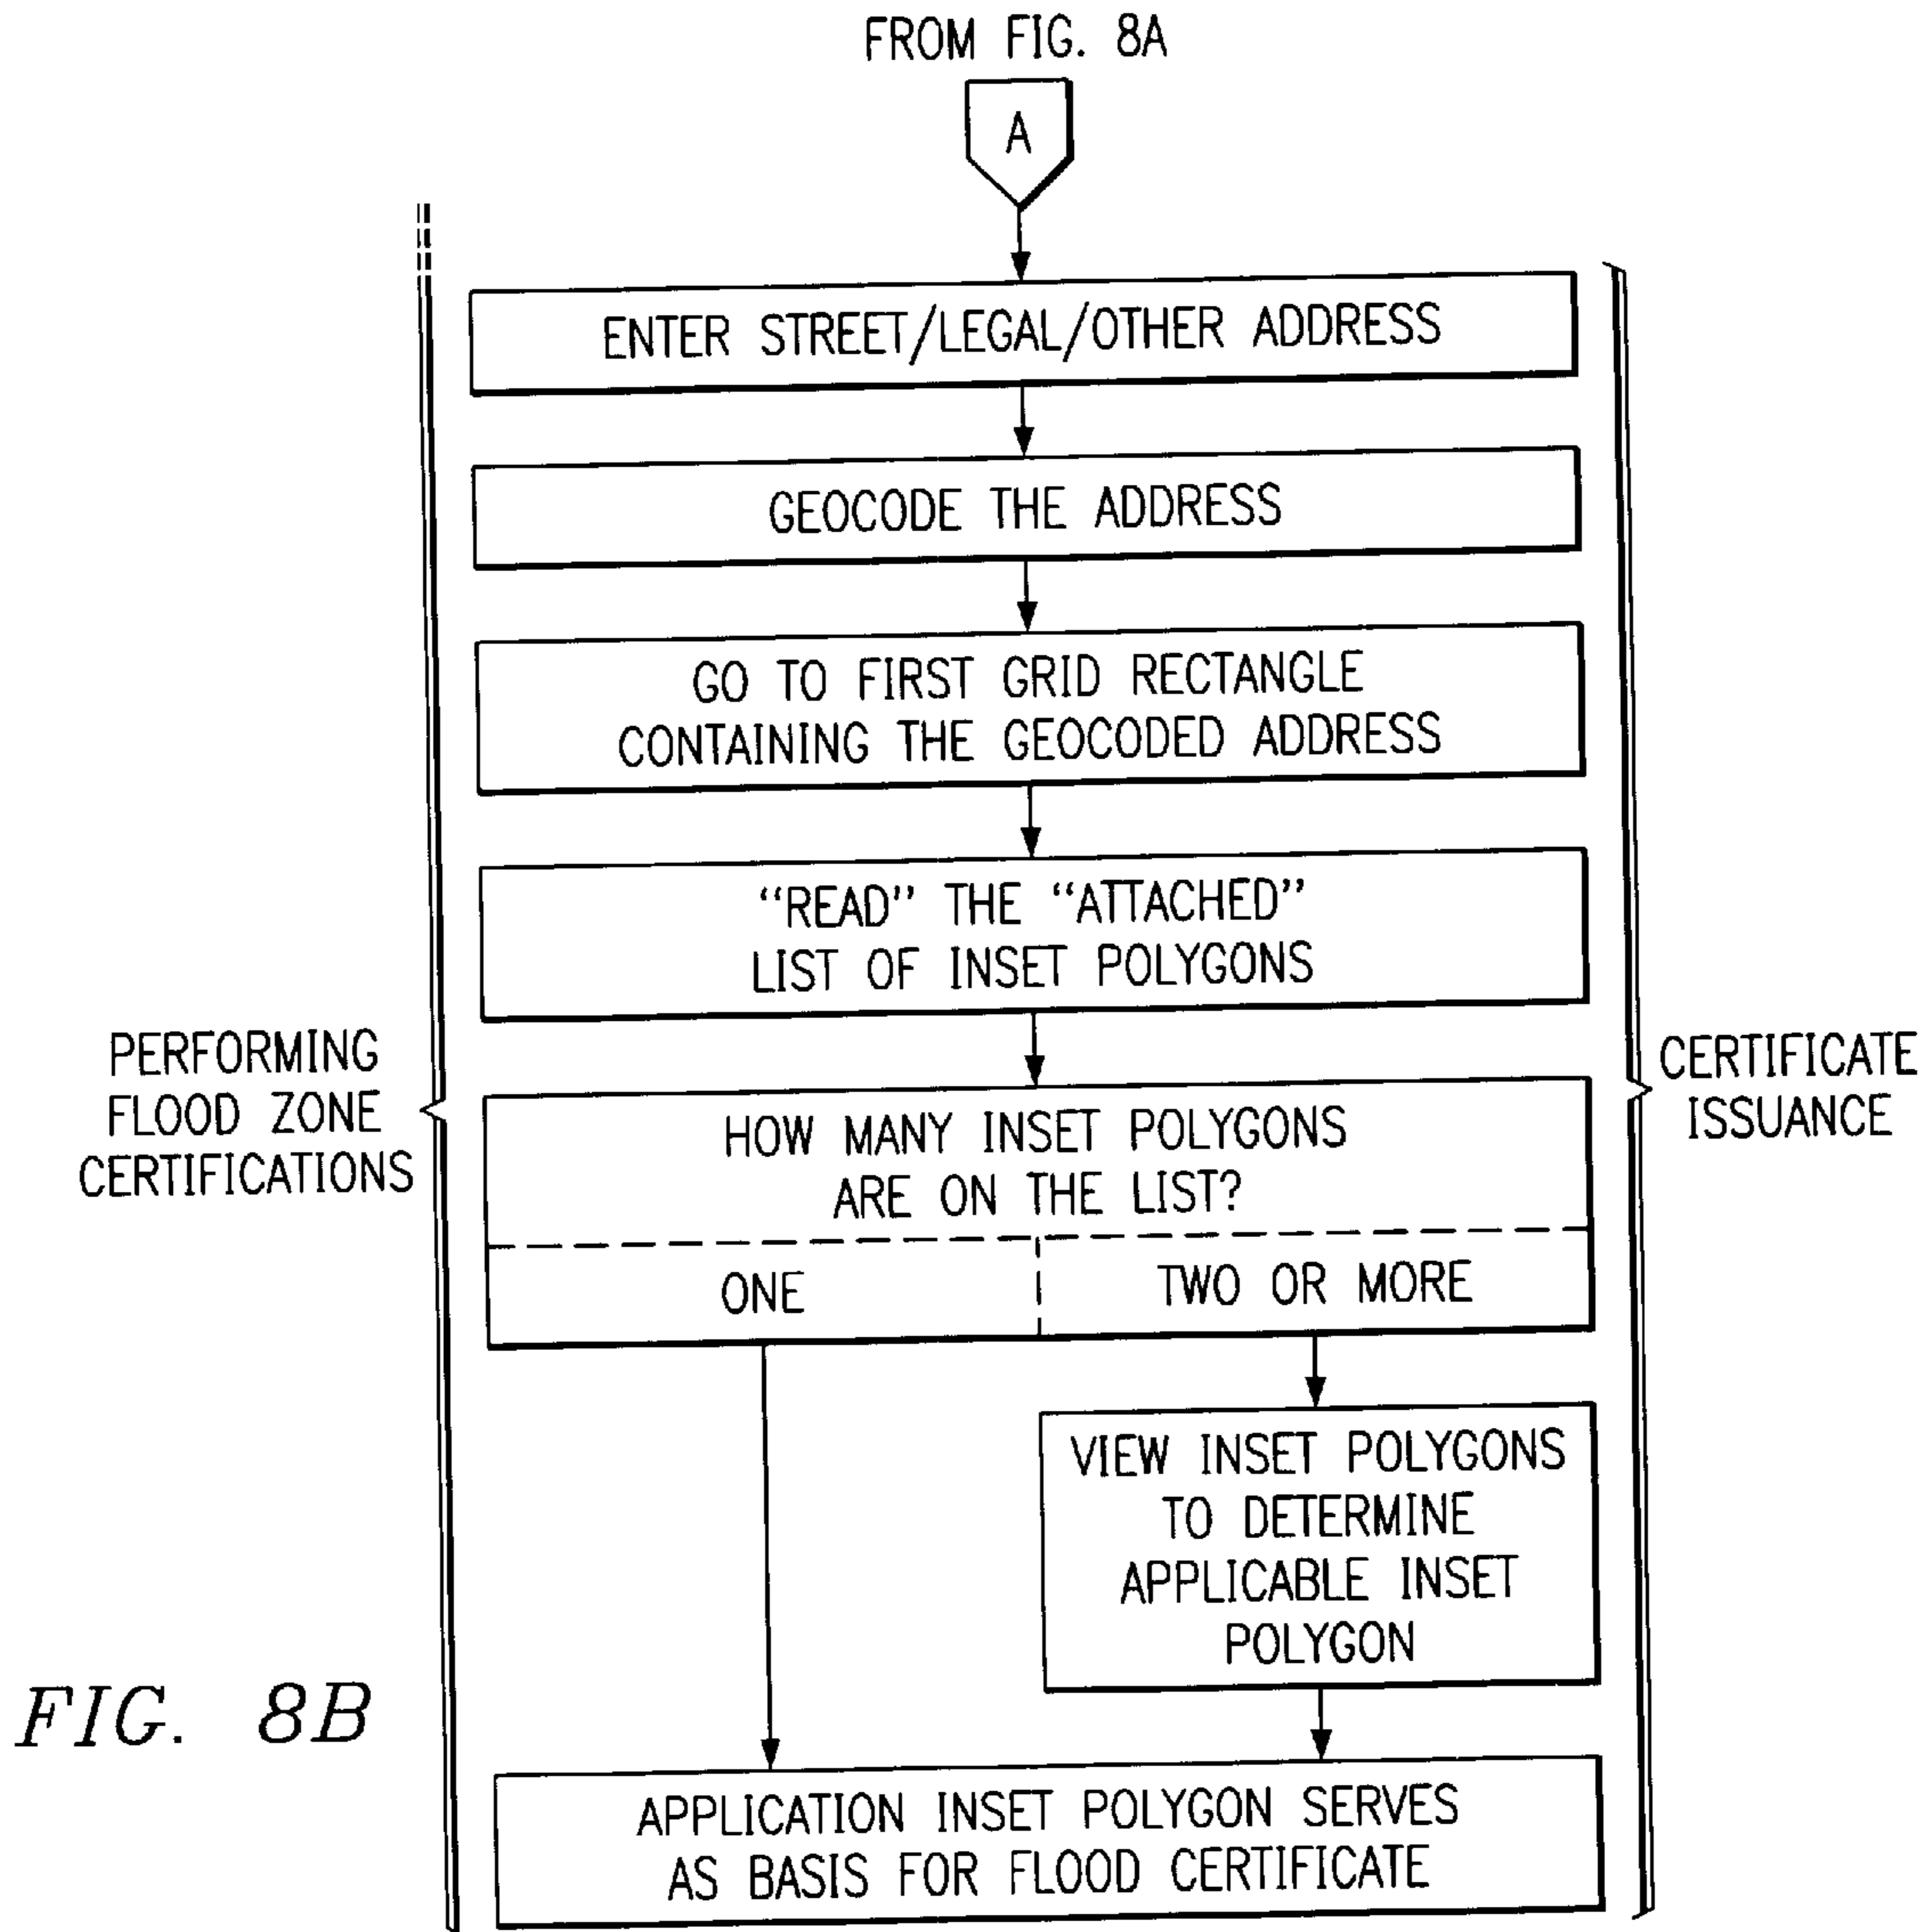 FROM FIG. 8A
A
ENTER STREET/LEGAL/OTHER ADDRESS
GEOCODE THE ADDRESS
GO TO FIRST GRID RECTANGLE
CONTAINING THE GEOCODED ADDRESS
“READ” THE “ATTACHED”
LIST OF INSET POLYGONS
HOW MANY INSET POLYGONS
ARE ON THE LIST?
ONE
TWO OR MORE
VIEW INSET POLYGONS
TO DETERMINE
APPLICABLE INSET
POLYGON
APPLICATION INSET POLYGON SERVES
AS BASIS FOR FLOOD CERTIFICATE
PERFORMING
FLOOD ZONE
CERTIFICATIONS
CERTIFICATE
ISSUANCE
FIG. 8B